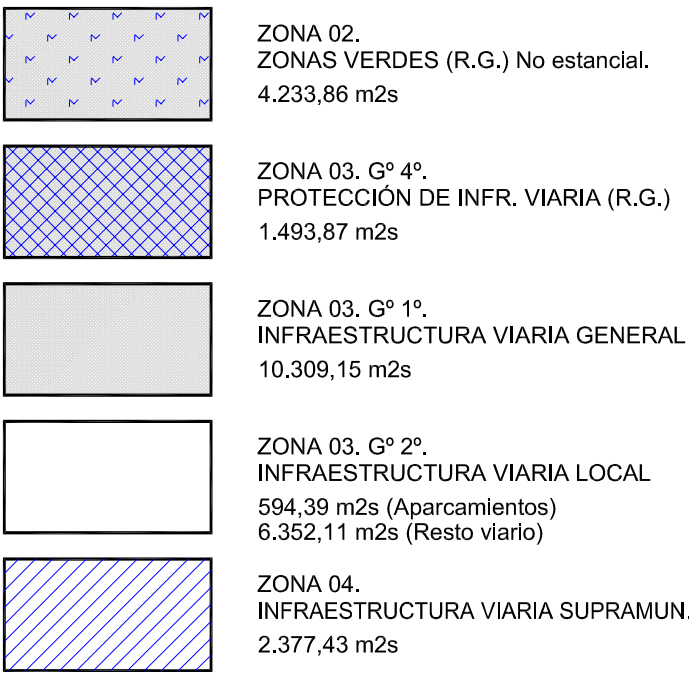 ZONA 02.
ZONAS VERDES (R.G.) No estancial.
4.233,86 m2s
ZONA 03. Gº 4º.
PROTECCIÓN DE INFR. VIARIA (R.G.)
1.493,87 m2s
ZONA 03. Gº 1º.
INFRAESTRUCTURA VIARIA GENERAL
10.309,15 m2s
ZONA 03. Gº 2º.
INFRAESTRUCTURA VIARIA LOCAL
594,39 m2s (Aparcamientos)
6.352,11 m2s (Resto viario)
ZONA 04.
INFRAESTRUCTURA VIARIA SUPRAMUN.
2.377,43 m2s